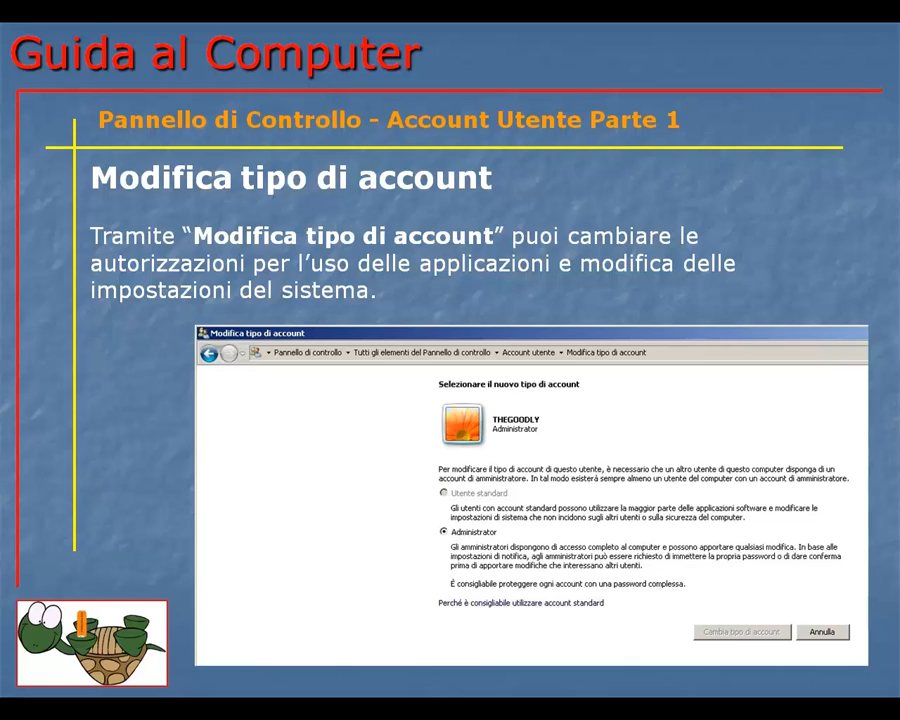 Guida al Computer
Pannello di Controllo - Account Utente Parte 1
Modifica tipo di account
Tramite “Modifica tipo di account” puoi cambiare le
autorizzazioni per l’uso delle applicazioni e modifica delle
impostazioni del sistema.
Modifica tipo di account
Pannello di controllo Tutti gli elementi del Pannello di controllo Account utente Modifica tipo di account
Selezionare il nuovo tipo di account
THEGOODLY
Administrator
Per modificare il tipo di account di questo utente, è necessario che un altro utente di questo computer disponga di un
account di amministratore. In tal modo esisterà sempre almeno un utente del computer con un account di amministratore.
Utente standard
Gli utenti con account standard possono utilizzare la maggior parte delle applicazioni software e modificare le
impostazioni di sistema che non incidono sugli altri utenti o sulla sicurezza del computer.
Administrator
Gli amministratori dispongono di accesso completo al computer e possono apportare qualsiasi modifica. In base alle
impostazioni di notifica, agli amministratori può essere richiesto di immettere la propria password o di dare conferma
prima di apportare modifiche che interessano altri utenti.
É consigliabile proteggere ogni account con una password complessa.
Perché è consigliabile utilizzare account standard
Cambia tipo di account Annulla